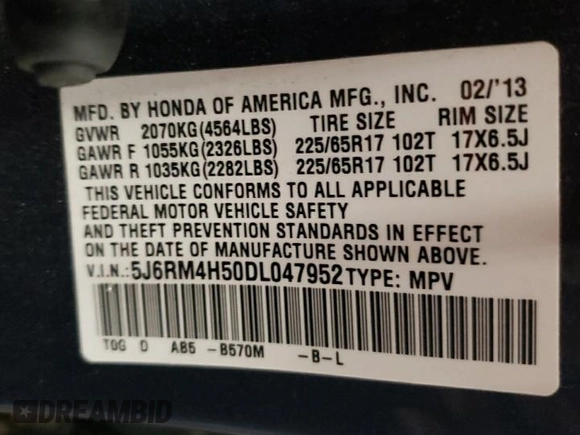 MFD. BY HONDA OF AMERICA MFG., INC. 02/'13
GVWR 2070KG(4564LBS) TIRE SIZE RIM SIZE
GAWR F 1055KG(2326LBS) 225/65R17 102T 17X6.5J
GAWR R 1035KG(2282LBS) 225/65R17 102T 17X6.5J
THIS VEHICLE CONFORMS TO ALL APPLICABLE
FEDERAL MOTOR VEHICLE SAFETY
AND THEFT PREVENTION STANDARDS IN EFFECT
ON THE DATE OF MANUFACTURE SHOWN ABOVE.
V.I.N.:5J6RM4H50DL047952TYPE: MPV
T0G D AB5 -B570M -B-L
DREAMBID